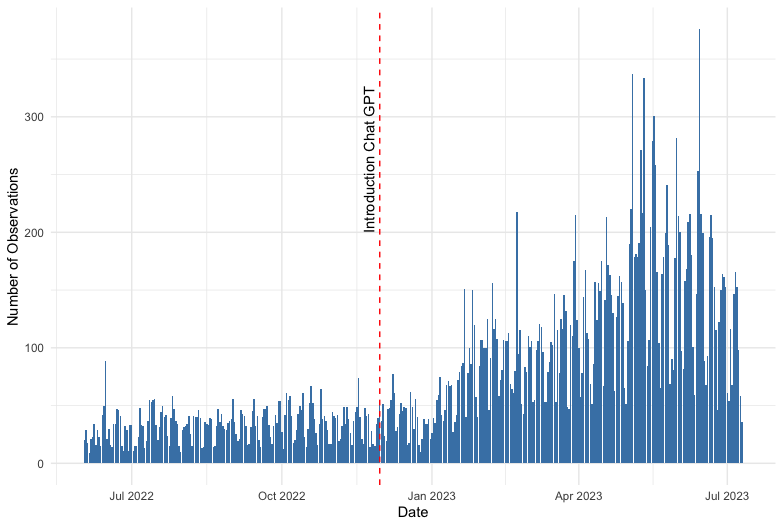 Number of Observations
300
200
100
0
Introduction Chat GPT
Jul 2022
Oct 2022
Jan 2023
Apr 2023
Jul 2023
Date